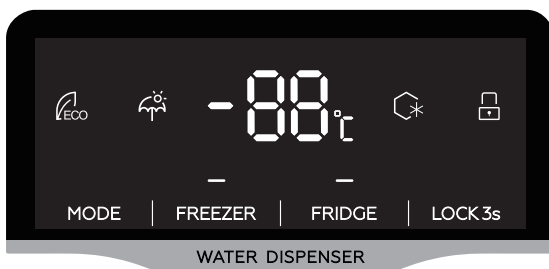 ECO -88°C
MODE FREEZER FRIDGE LOCK 3s
WATER DISPENSER